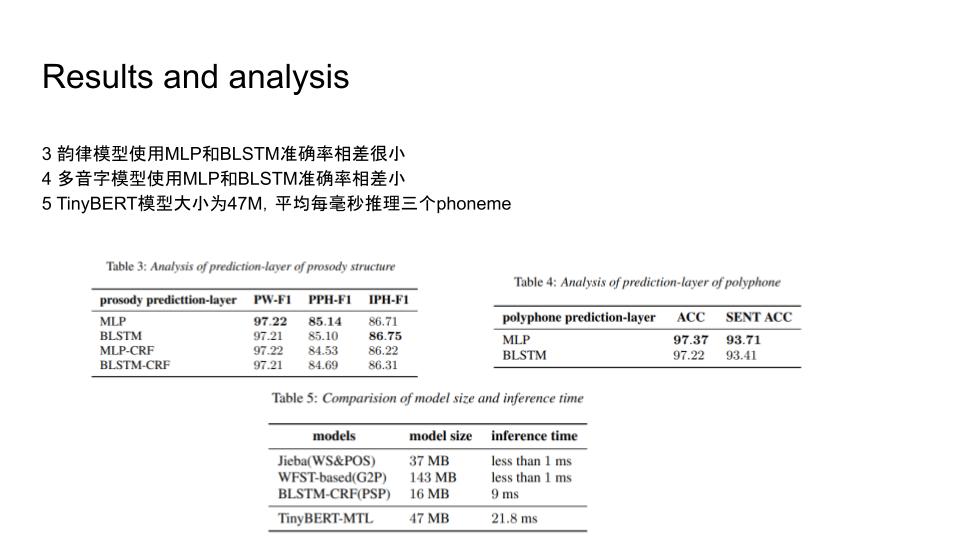 Results and analysis
3 韵律模型使用MLP和BLSTM准确率相差很小
4 多音字模型使用MLP和BLSTM准确率相差小
5 TinyBERT模型大小为47M，平均每毫秒推理三个phoneme
Table 3: Analysis of prediction-layer of prosody structure
prosody predicttion-layer PW-F1 PPH-F1 IPH-F1
MLP 97.22 85.14 86.71
BLSTM 97.21 85.10 86.75
MLP-CRF 97.22 84.53 86.22
BLSTM-CRF 97.21 84.69 86.31
Table 4: Analysis of prediction-layer of polyphone
polyphone prediction-layer ACC SENT ACC
MLP 97.37 93.71
BLSTM 97.22 93.41
Table 5: Comparision of model size and inference time
models model size inference time
Jieba(WS&POS) 37 MB less than 1 ms
WFST-based(G2P) 143 MB less than 1 ms
BLSTM-CRF(PSP) 16 MB 9 ms
TinyBERT-MTL 47 MB 21.8 ms